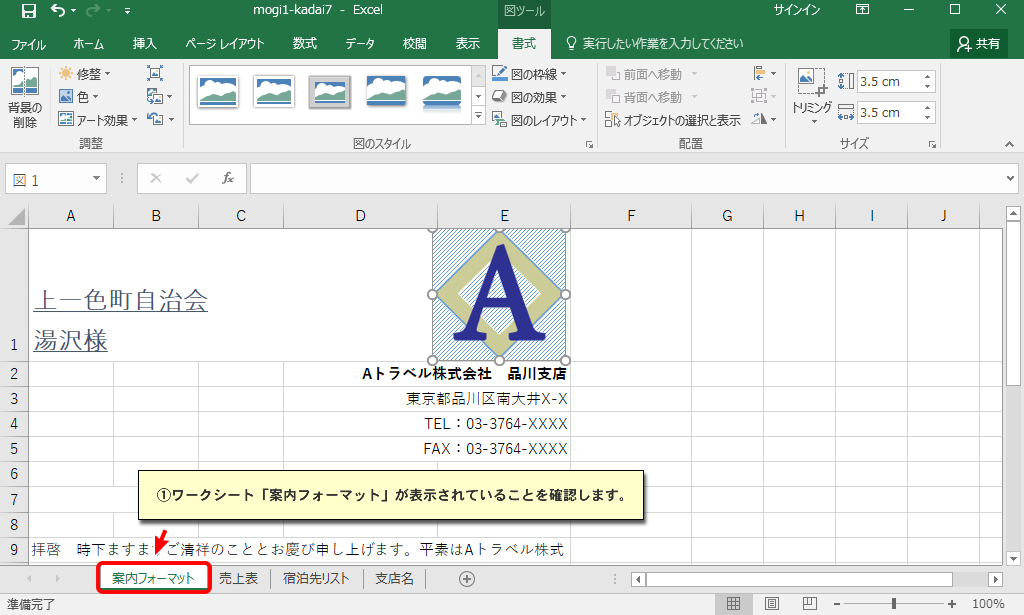 mogi1-kadai7 - Excel
図ツール
サインイン
ファイル ホーム 挿入 ページ レイアウト 数式 データ 校閲 表示 書式 実行したい作業を入力してください 共有
背景の
削除
修整
色
アート効果
調整
図のスタイル
図の枠線
図の効果
図のレイアウト
前面へ移動
背面へ移動
オブジェクトの選択と表示
配置
トリミング
3.5 cm
3.5 cm
サイズ
図 1
fx
A B C D E F G H I J
A
上一色町自治会
1 湯沢様
2 Aトラベル株式会社　品川支店
3 東京都品川区南大井X-X
4 TEL：03-3764-XXXX
5 FAX：03-3764-XXXX
6
7 ①ワークシート「案内フォーマット」が表示されていることを確認します。
8
9 拝啓　時下ますますご清祥のこととお慶び申し上げます。平素はAトラベル株式
案内フォーマット 売上表 宿泊先リスト 支店名
準備完了
100%